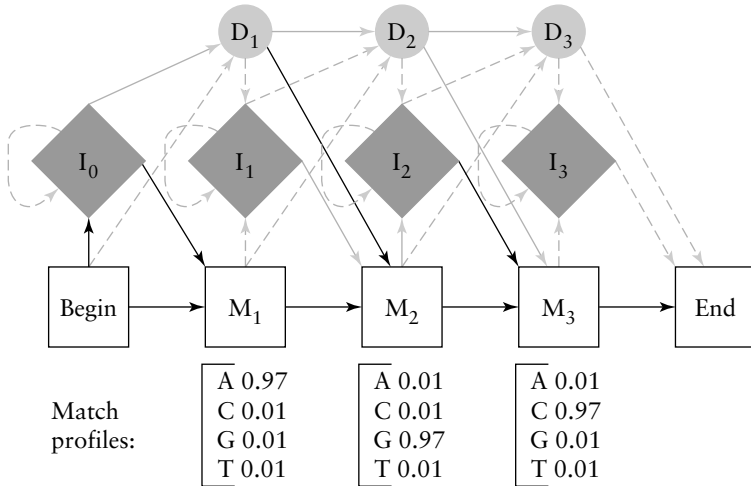 D₁ D₂ D₃
I₀ I₁ I₂ I₃
Begin M₁ M₂ M₃ End
Match profiles:
A 0.97
C 0.01
G 0.01
T 0.01
A 0.01
C 0.01
G 0.97
T 0.01
A 0.01
C 0.97
G 0.01
T 0.01